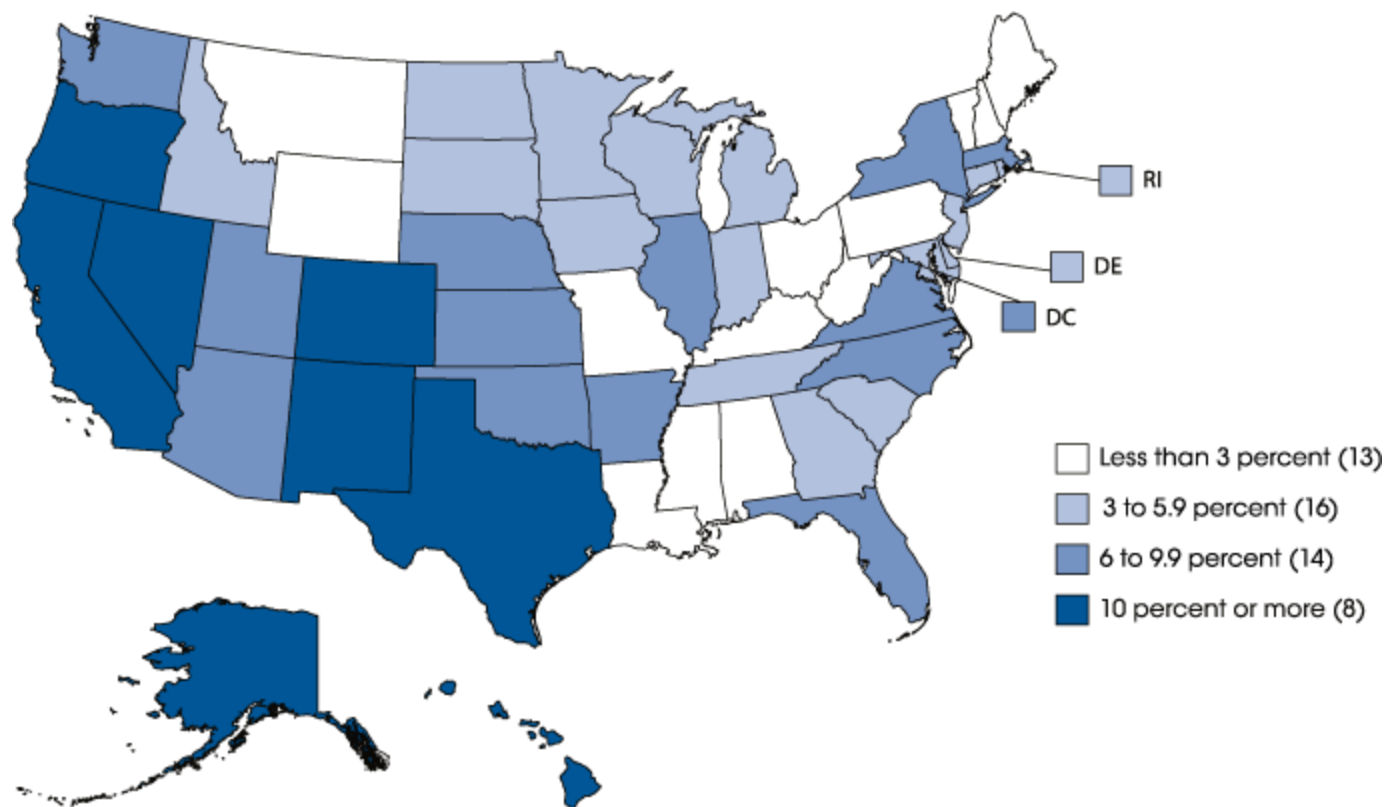 RI
DE
DC
Less than 3 percent (13)
3 to 5.9 percent (16)
6 to 9.9 percent (14)
10 percent or more (8)